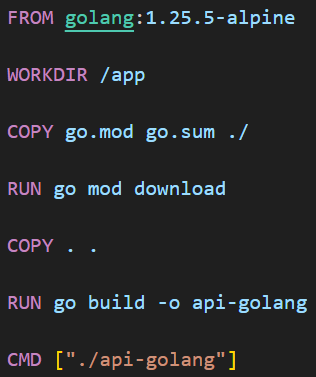 FROM golang:1.25.5-alpine
WORKDIR /app
COPY go.mod go.sum ./
RUN go mod download
COPY . .
RUN go build -o api-golang
CMD ["./api-golang"]